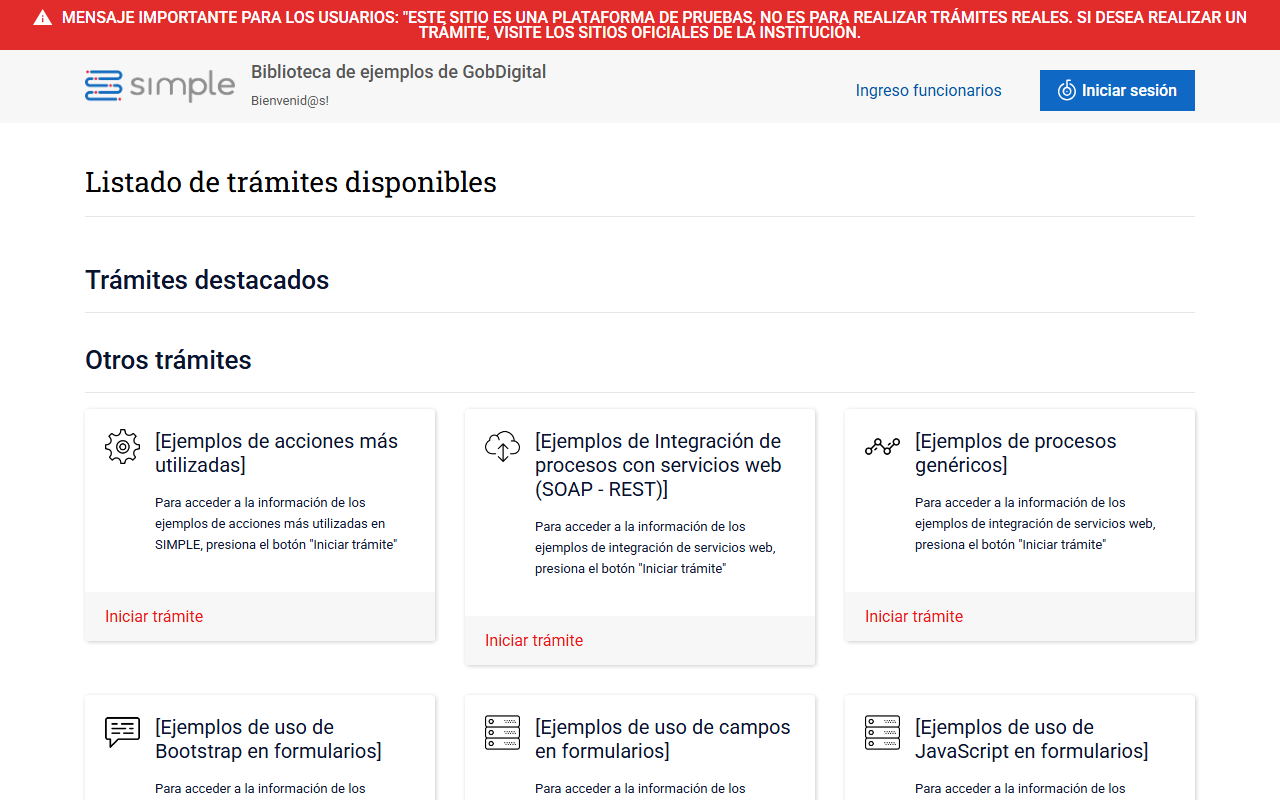 MENSAJE IMPORTANTE PARA LOS USUARIOS: "ESTE SITIO ES UNA PLATAFORMA DE PRUEBAS, NO ES PARA REALIZAR TRÁMITES REALES. SI DESEA REALIZAR UN
TRÁMITE, VISITE LOS SITIOS OFICIALES DE LA INSTITUCIÓN.
simple
Biblioteca de ejemplos de GobDigital
Bienvenid@s!
Ingreso funcionarios
Iniciar sesión
Listado de trámites disponibles
Trámites destacados
Otros trámites
[Ejemplos de acciones más
utilizadas]
Para acceder a la información de los
ejemplos de acciones más utilizadas en
SIMPLE, presiona el botón "Iniciar trámite"
Iniciar trámite
[Ejemplos de Integración de
procesos con servicios web
(SOAP - REST)]
Para acceder a la información de los
ejemplos de integración de servicios web,
presiona el botón "Iniciar trámite"
Iniciar trámite
[Ejemplos de procesos
genéricos]
Para acceder a la información de los
ejemplos de integración de servicios web,
presiona el botón "Iniciar trámite"
Iniciar trámite
[Ejemplos de uso de
Bootstrap en formularios]
Para acceder a la información de los
[Ejemplos de uso de campos
en formularios]
Para acceder a la información de los
[Ejemplos de uso de
JavaScript en formularios]
Para acceder a la información de los